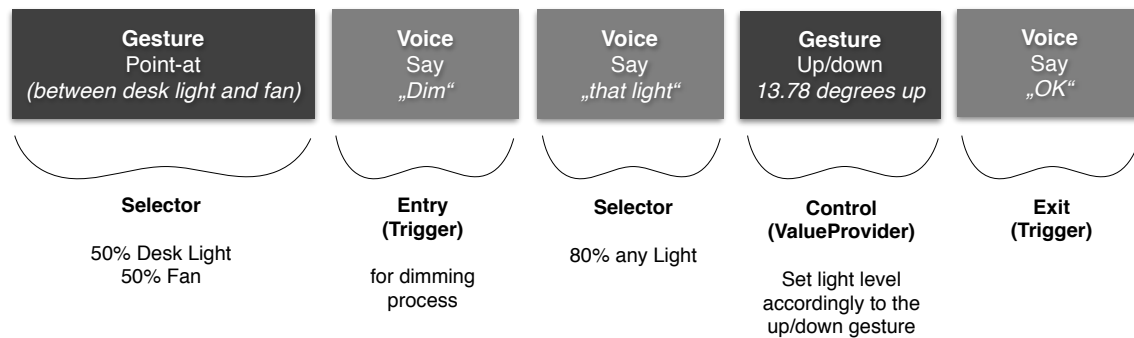 Gesture
Point-at
(between desk light and fan)
Voice
Say
„Dim“
Voice
Say
„that light“
Gesture
Up/down
13.78 degrees up
Voice
Say
„OK“
Selector
50% Desk Light
50% Fan
Entry
(Trigger)
for dimming
process
Selector
80% any Light
Control
(ValueProvider)
Set light level
accordingly to the
up/down gesture
Exit
(Trigger)